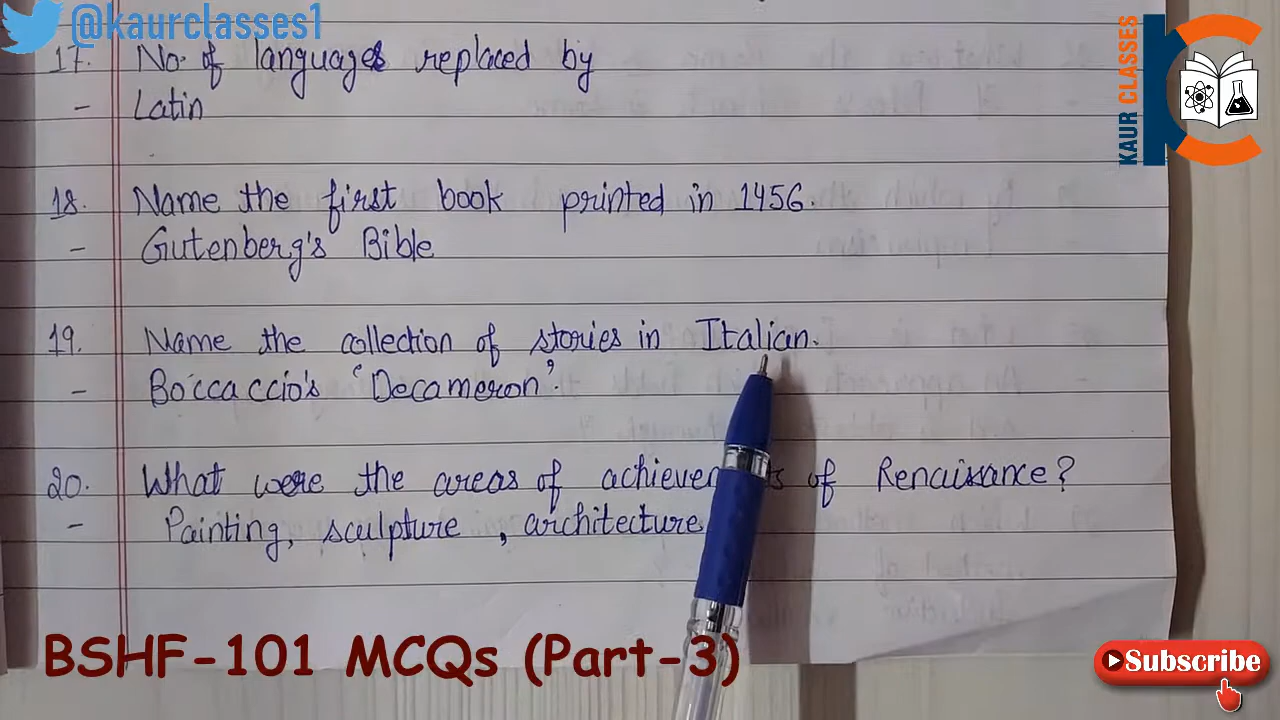 @kaurclasses1
17. No. of languages replaced by
- Latin
18. Name the first book printed in 1456.
- Gutenberg's Bible
19. Name the collection of stories in Italian.
- Boccaccio's "Decameron".
20. What were the areas of achievements of Renaissance?
- Painting, sculpture, architecture
KAUR CLASSES
BSHF-101 MCQs (Part-3)
Subscribe